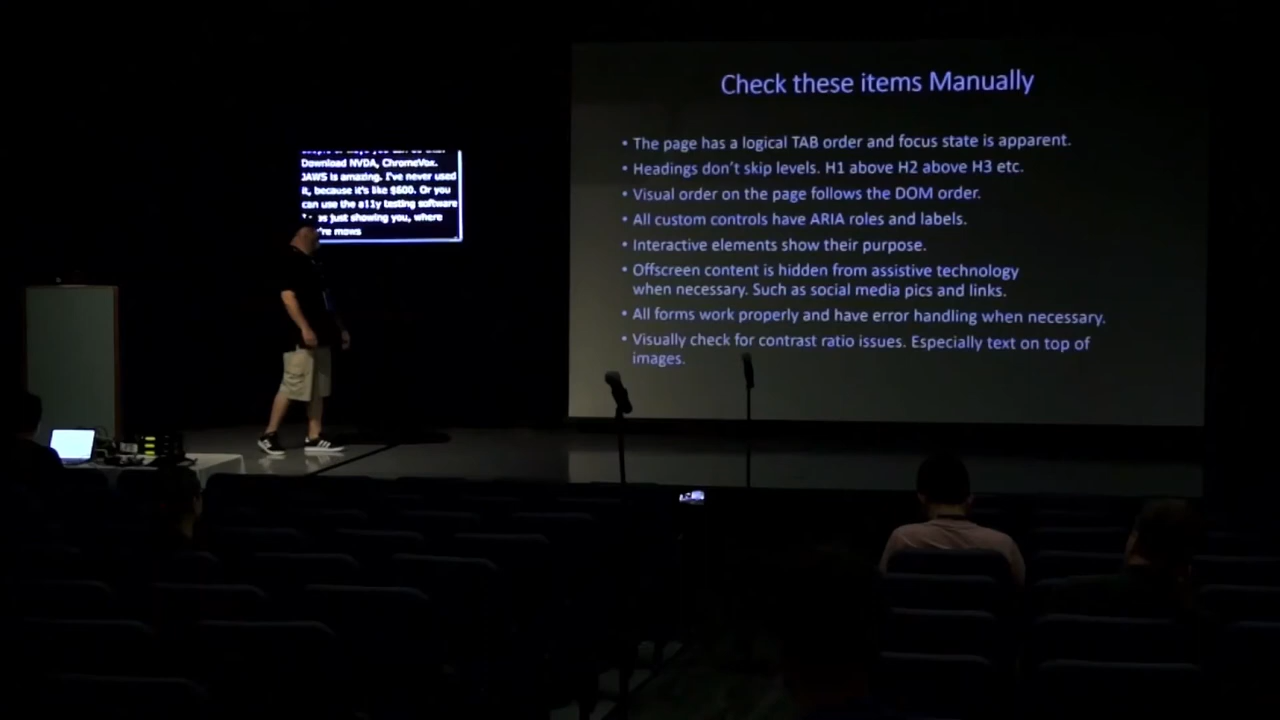 Download NVDA, ChromeVox.
JAWS is amazing. I've never used
it, because it's like $600. Or you
can use the a11y testing software
just showing you, where
mows
Check these items Manually
• The page has a logical TAB order and focus state is apparent.
• Headings don't skip levels. H1 above H2 above H3 etc.
• Visual order on the page follows the DOM order.
• All custom controls have ARIA roles and labels.
• Interactive elements show their purpose.
• Offscreen content is hidden from assistive technology
when necessary. Such as social media pics and links.
• All forms work properly and have error handling when necessary.
• Visually check for contrast ratio issues. Especially text on top of
images.